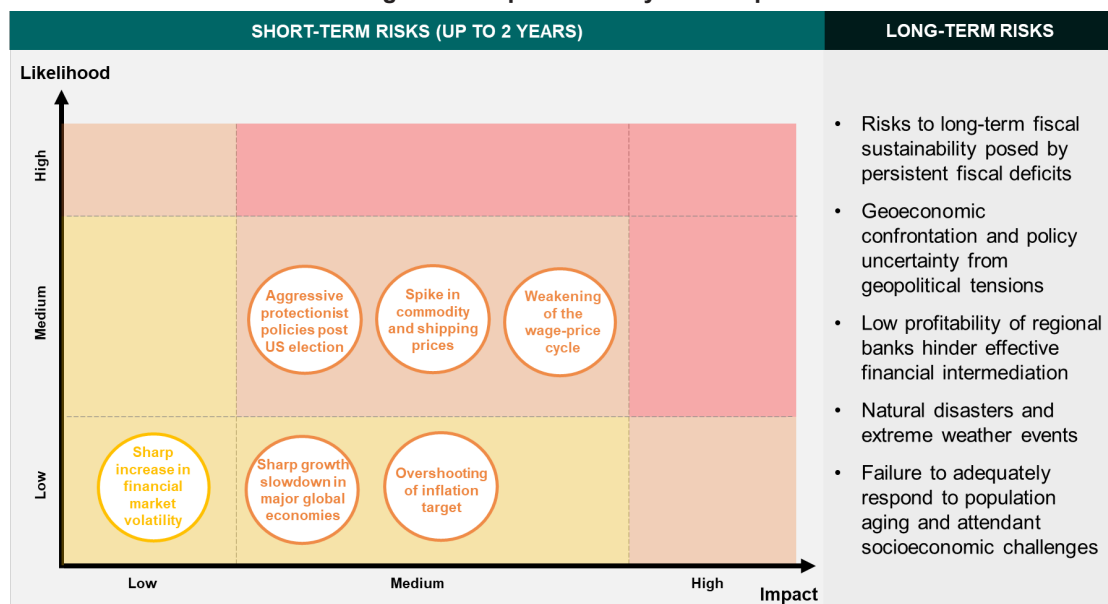 SHORT-TERM RISKS (UP TO 2 YEARS)
LONG-TERM RISKS
Likelihood
High
Medium
Low
Aggressive
protectionist
policies post
US election
Spike in
commodity
and shipping
prices
Weakening
of the
wage-price
cycle
Sharp
increase in
financial
market
volatility
Sharp growth
slowdown in
major global
economies
Overshooting
of inflation
target
Low
Medium
High
Impact
• Risks to long-term fiscal
sustainability posed by
persistent fiscal deficits
• Geoeconomic
confrontation and policy
uncertainty from
geopolitical tensions
• Low profitability of regional
banks hinder effective
financial intermediation
• Natural disasters and
extreme weather events
• Failure to adequately
respond to population
aging and attendant
socioeconomic challenges